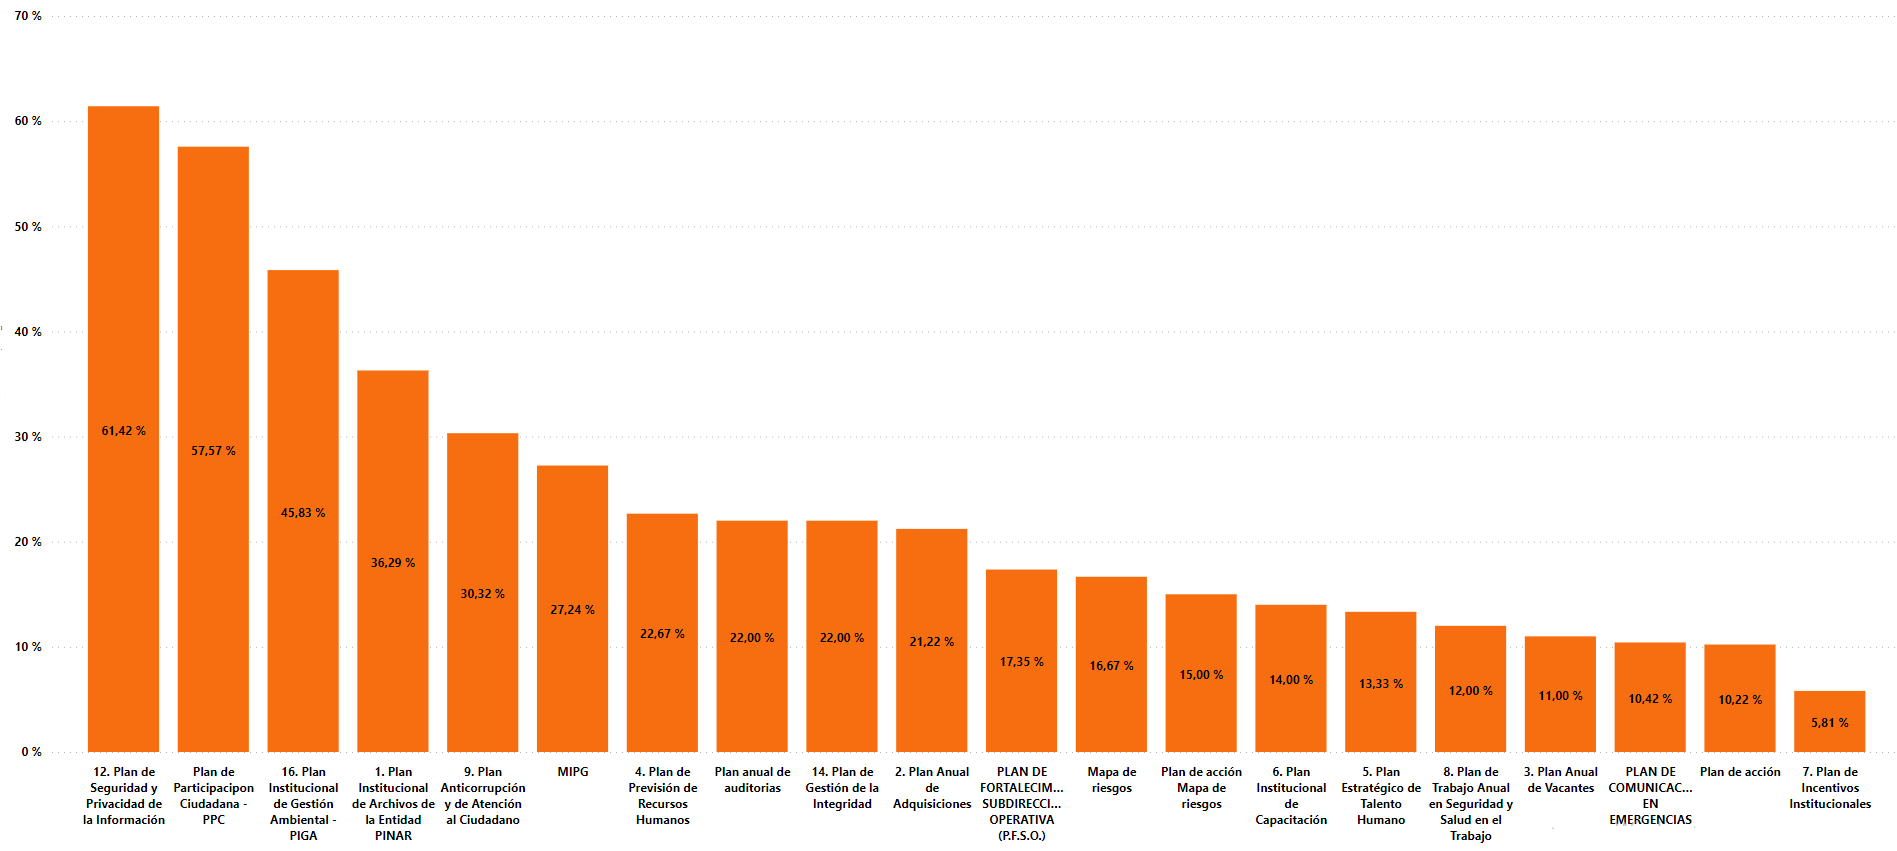 70 %
60 %
50 %
40 %
30 %
20 %
10 %
0 %
61,42 %
57,57 %
45,83 %
36,29 %
30,32 %
27,24 %
22,67 %
22,00 %
22,00 %
21,22 %
17,35 %
16,67 %
15,00 %
14,00 %
13,33 %
12,00 %
11,00 %
10,42 %
10,22 %
5,81 %
12. Plan de
Seguridad y
Privacidad de
la Información
Plan de
Participacipon
Ciudadana -
PPC
16. Plan
Institucional
de Gestión
Ambiental -
PIGA
1. Plan
Institucional
de Archivos de
la Entidad
PINAR
9. Plan
Anticorrupción
y de Atención
al Ciudadano
MIPG
4. Plan de
Previsión de
Recursos
Humanos
Plan anual de
auditorias
14. Plan de
Gestión de la
Integridad
2. Plan Anual
de
Adquisiciones
PLAN DE
FORTALECIM...
SUBDIRECCI...
OPERATIVA
(P.F.S.O.)
Mapa de
riesgos
Plan de acción
Mapa de
riesgos
6. Plan
Institucional
de
Capacitación
5. Plan
Estratégico de
Talento
Humano
8. Plan de
Trabajo Anual
en Seguridad y
Salud en el
Trabajo
3. Plan Anual
de Vacantes
PLAN DE
COMUNICAC...
EN
EMERGENCIAS
Plan de acción
7. Plan de
Incentivos
Institucionales